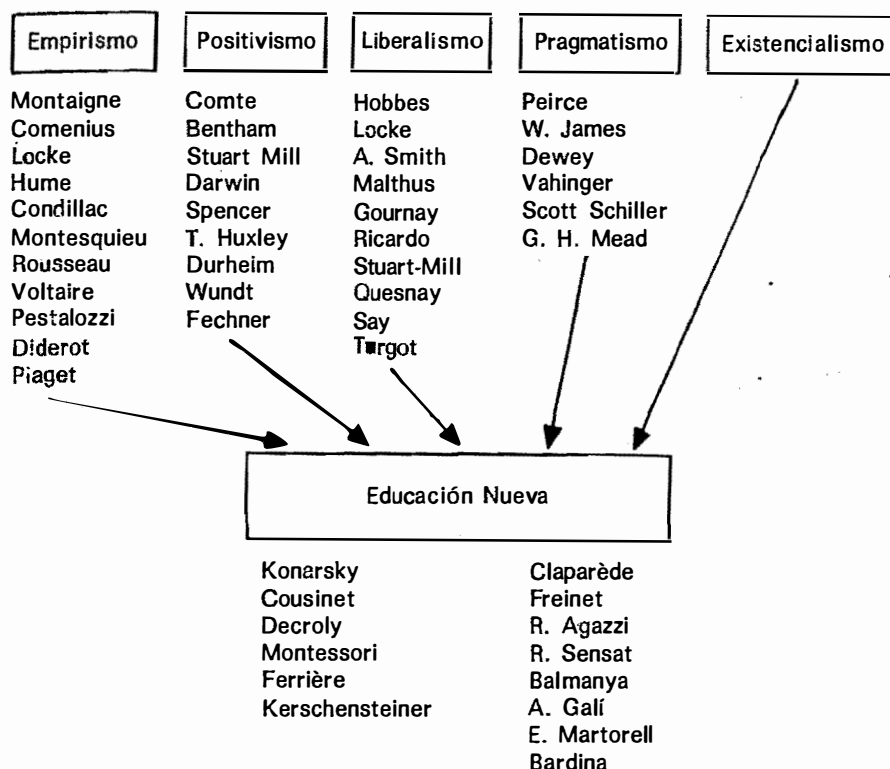 Empirismo
Positivismo
Liberalismo
Pragmatismo
Existencialismo
Montaigne
Comenius
Locke
Hume
Condillac
Montesquieu
Rousseau
Voltaire
Pestalozzi
Diderot
Piaget
Comte
Bentham
Stuart Mill
Darwin
Spencer
T. Huxley
Durheim
Wundt
Fechner
Hobbes
Locke
A. Smith
Malthus
Gournay
Ricardo
Stuart-Mill
Quesnay
Say
Turgot
Peirce
W. James
Dewey
Vahinger
Scott Schiller
G. H. Mead
Educación Nueva
Konarsky
Cousinet
Decroly
Montessori
Ferrière
Kerschensteiner
Claparède
Freinet
R. Agazzi
R. Sensat
Balmanya
A. Galí
E. Martorell
Bardina